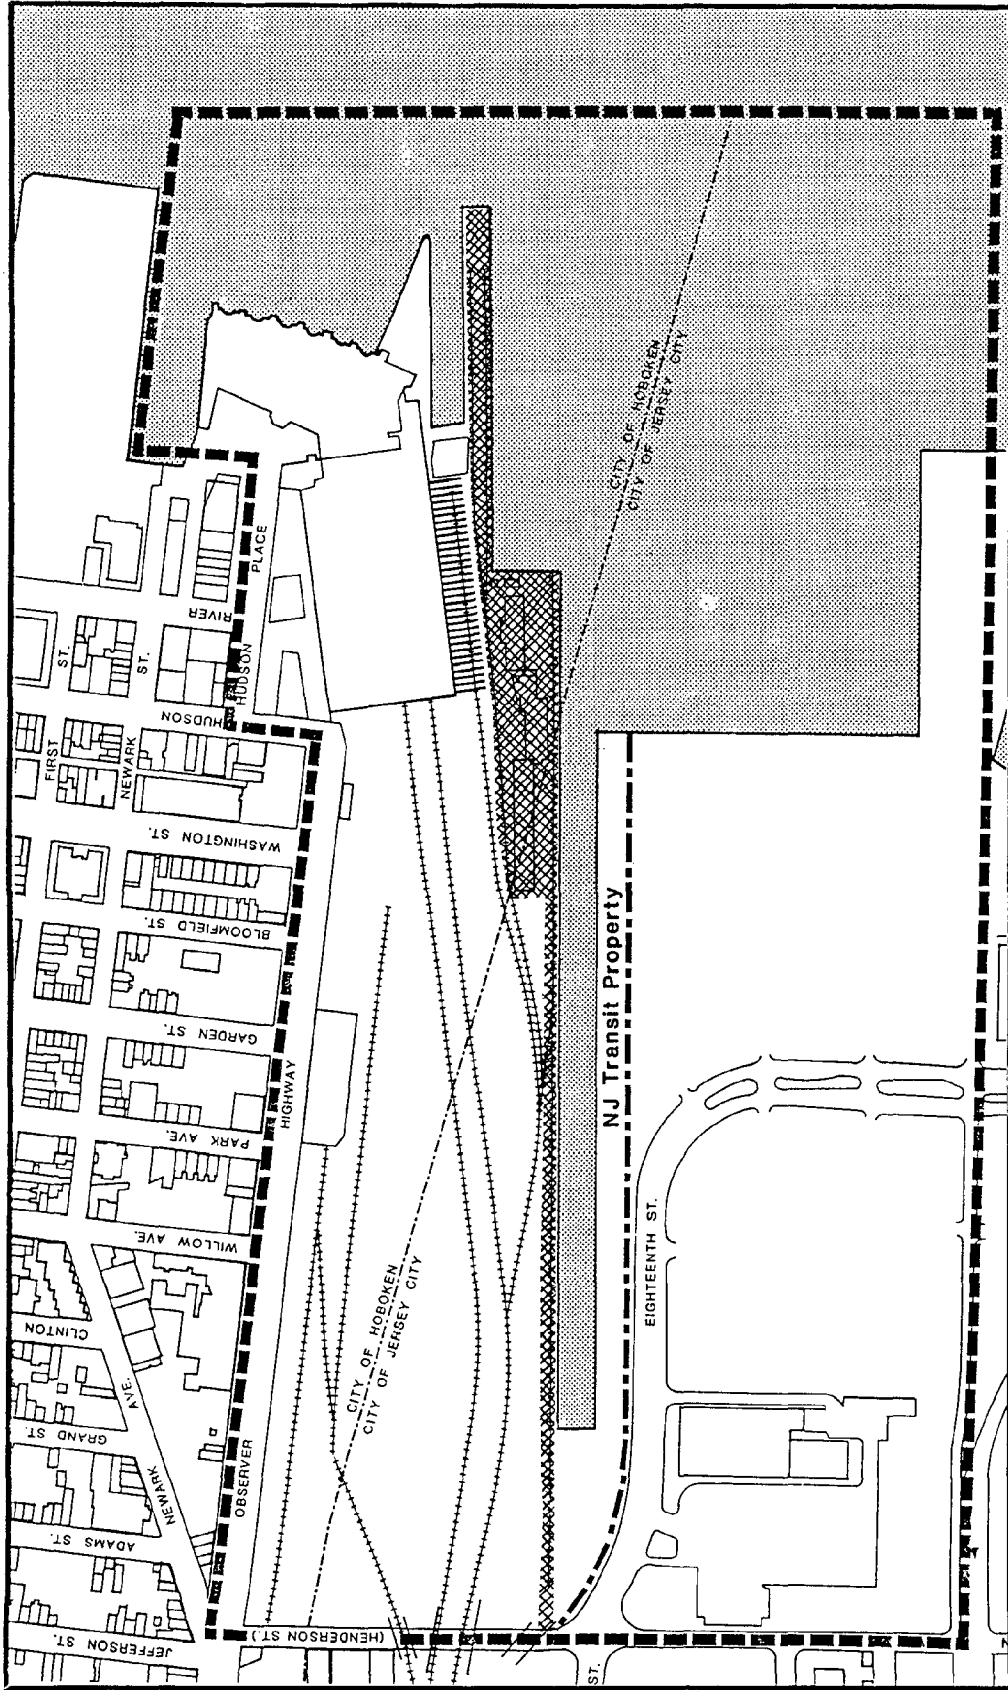 FIRST
ST.
NEWARK
ST.
RIVER
HUDSON
HUDSON
PLACE
WASHINGTON ST.
BLOOMFIELD ST.
GARDEN ST.
PARK AVE.
WILLOW AVE.
CLINTON
GRAND ST.
ADAMS ST.
JEFFERSON ST.
NEWARK
AVE.
OBSERVER
HIGHWAY
(HENDERSON ST.)
CITY OF HOBOKEN
CITY OF JERSEY CITY
CITY OF HOBOKEN
CITY OF JERSEY CITY
NJ Transit Property
EIGHTEENTH ST.
ST.